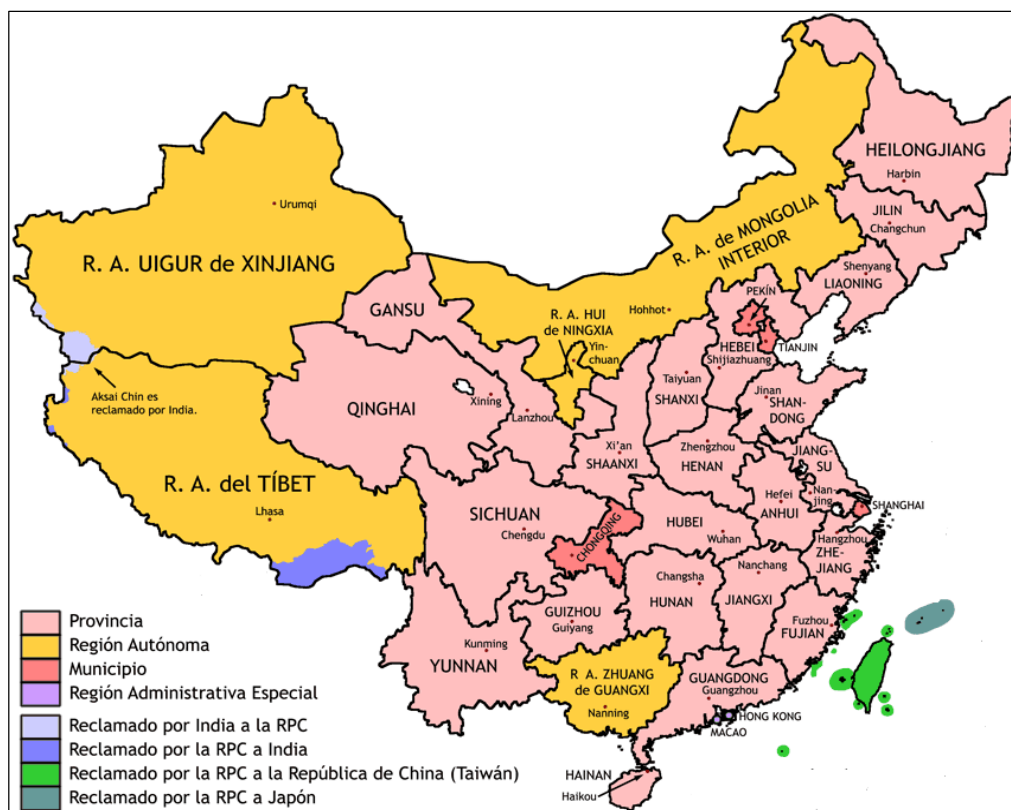 HEILONGJIANG
Harbin
JILIN
Changchun
Urumqi
R. A. de MONGOLIA
INTERIOR
Shenyang
LIAONING
R. A. UIGUR de XINJIANG
PEKÍN
GANSU
R. A. HUI
de NINGXIA
Hohhot
Yin-
chuan
HEBEI
TIANJIN
Shijiazhuang
Aksai Chin es
reclamado por India.
Taiyuan
SHANXI
Jinan
SHAN-
DONG
QINGHAI
Xining
Lanzhou
Xi'an
SHAANXI
Zhengzhou
HENAN
JIANG-
SU
R. A. del TÍBET
Lhasa
Hefei
ANHUI
Nan-
jing
SHANGHAI
SICHUAN
Chengdu
CHONGQING
HUBEI
Wuhan
Hangzhou
ZHE-
JIANG
Changsha
HUNAN
Nanchang
JIANGXI
GUIZHOU
Guiyang
Fuzhou
FUJIAN
Kunming
YUNNAN
R A. ZHUANG
de GUANGXI
Nanning
GUANGDONG
Guangzhou
HONG KONG
MACAO
HAINAN
Haikou
Provincia
Región Autónoma
Municipio
Región Administrativa Especial
Reclamado por India a la RPC
Reclamado por la RPC a India
Reclamado por la RPC a la República de China (Taiwán)
Reclamado por la RPC a Japón